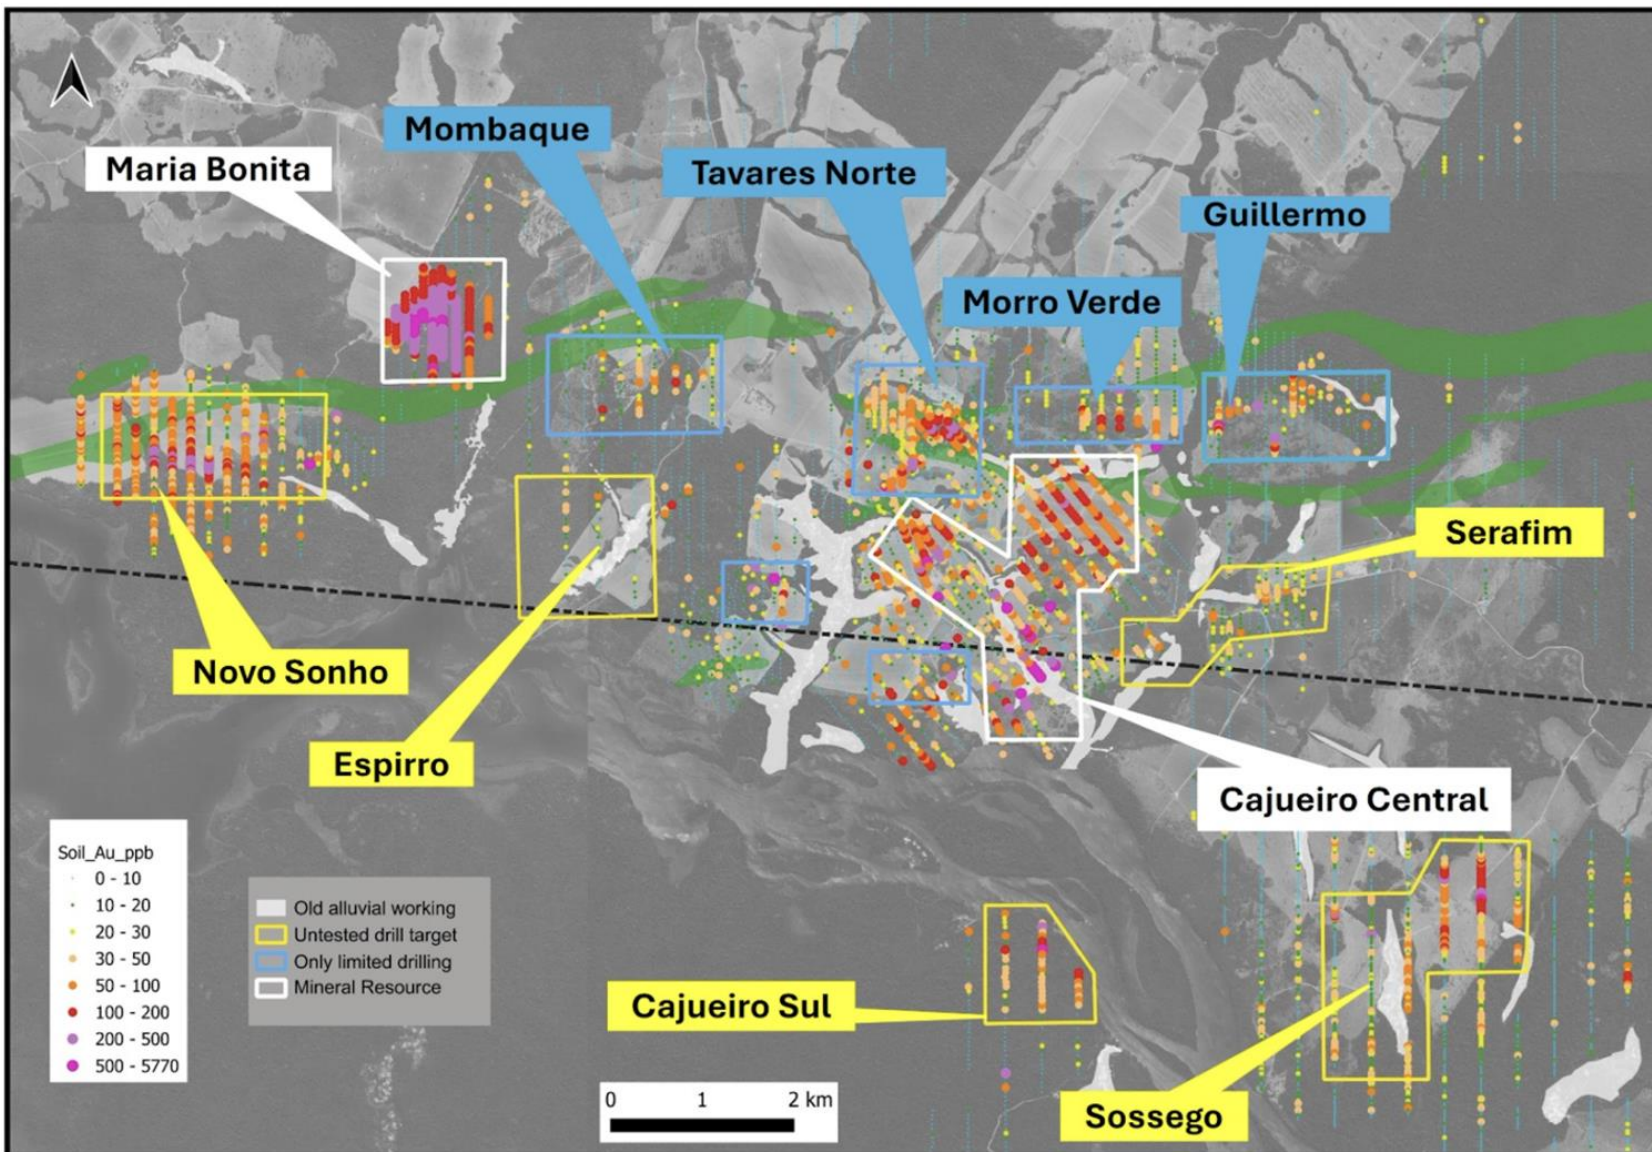 Mombaque
Maria Bonita
Tavares Norte
Guillermo
Morro Verde
Serafim
Novo Sonho
Espirro
Cajueiro Central
Soil_Au_ppb
0 - 10
10 - 20
20 - 30
30 - 50
50 - 100
100 - 200
200 - 500
500 - 5770
Old alluvial working
Untested drill target
Only limited drilling
Mineral Resource
Cajueiro Sul
0 1 2 km
Sossego